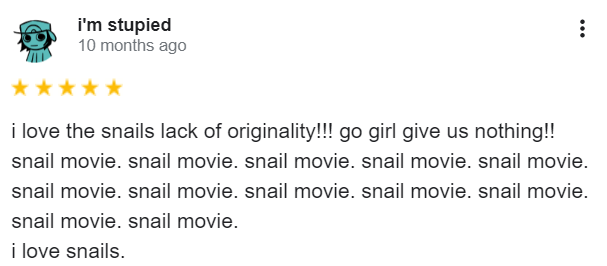 i'm stupied
10 months ago
i love the snails lack of originality!!! go girl give us nothing!!
snail movie. snail movie. snail movie. snail movie. snail movie.
snail movie. snail movie. snail movie. snail movie. snail movie.
snail movie. snail movie.
i love snails.